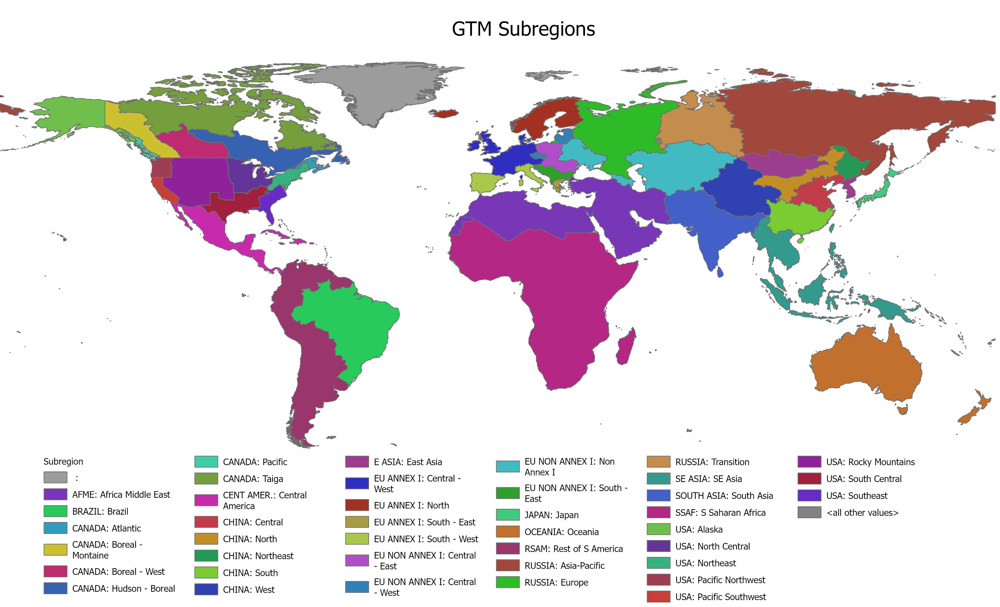 GTM Subregions
Subregion
:
AFME: Africa Middle East
BRAZIL: Brazil
CANADA: Atlantic
CANADA: Boreal -
Montaine
CANADA: Boreal - West
CANADA: Hudson - Boreal
CANADA: Pacific
CANADA: Taiga
CENT AMER.: Central
America
CHINA: Central
CHINA: North
CHINA: Northeast
CHINA: South
CHINA: West
E ASIA: East Asia
EU ANNEX I: Central -
West
EU ANNEX I: North
EU ANNEX I: South - East
EU ANNEX I: South - West
EU NON ANNEX I: Central
- East
EU NON ANNEX I: Central
- West
EU NON ANNEX I: Non
Annex I
EU NON ANNEX I: South -
East
JAPAN: Japan
OCEANIA: Oceania
RSAM: Rest of S America
RUSSIA: Asia-Pacific
RUSSIA: Europe
RUSSIA: Transition
SE ASIA: SE Asia
SOUTH ASIA: South Asia
SSAF: S Saharan Africa
USA: Alaska
USA: North Central
USA: Northeast
USA: Pacific Northwest
USA: Pacific Southwest
USA: Rocky Mountains
USA: South Central
USA: Southeast
<all other values>